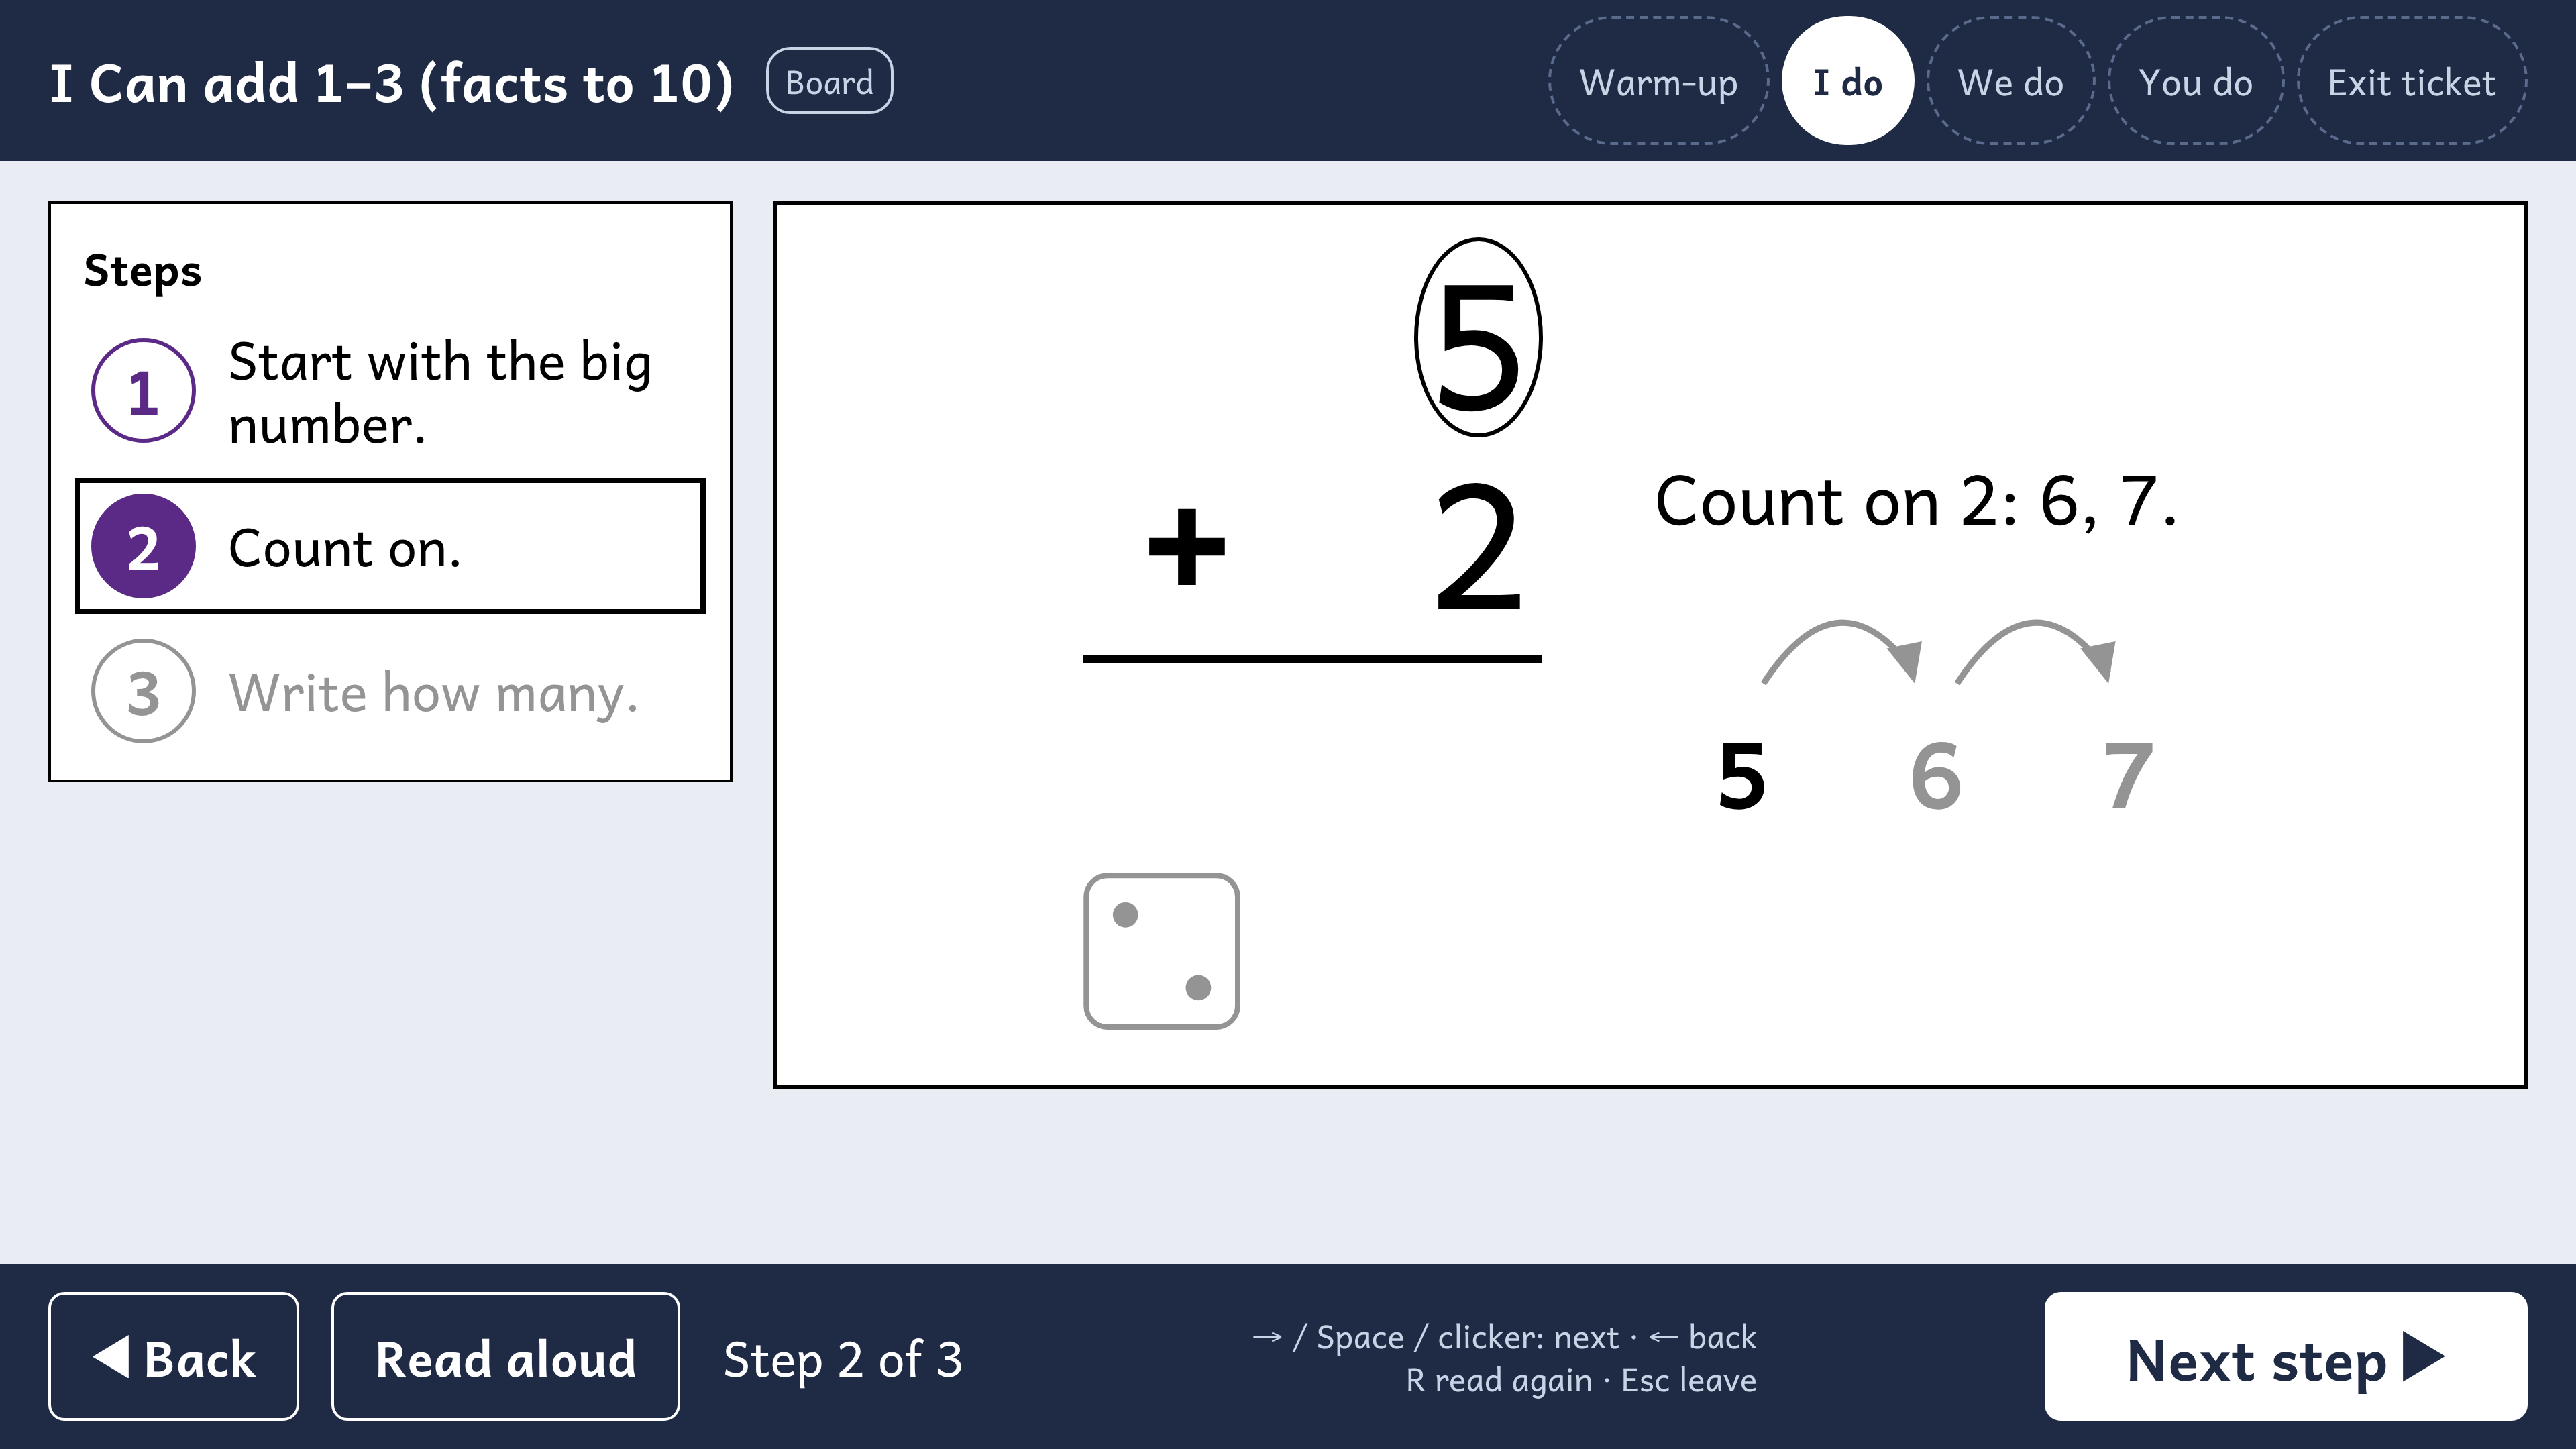 I Can add 1–3 (facts to 10)
Board
Warm-up
I do
We do
You do
Exit ticket
Steps
1
Start with the big
number.
2
Count on.
3
Write how many.
5
+ 2
Count on 2: 6, 7.
5 6 7
◀ Back
Read aloud
Step 2 of 3
→ / Space / clicker: next · ← back
R read again · Esc leave
Next step ▶